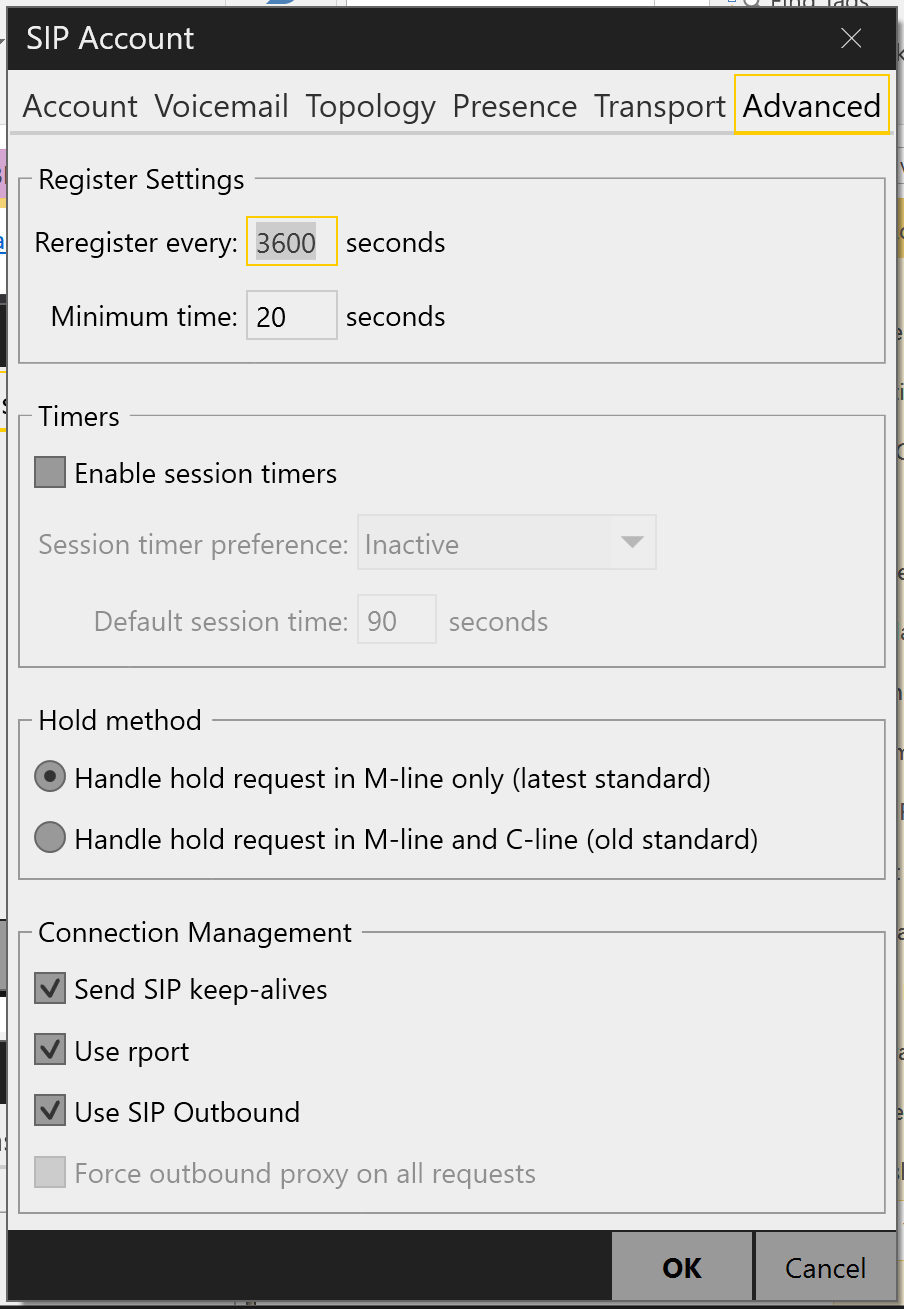 SIP Account
Account Voicemail Topology Presence Transport Advanced
Register Settings
Reregister every: 3600 seconds
Minimum time: 20 seconds
Timers
Enable session timers
Session timer preference: Inactive
Default session time: 90 seconds
Hold method
Handle hold request in M-line only (latest standard)
Handle hold request in M-line and C-line (old standard)
Connection Management
Send SIP keep-alives
Use rport
Use SIP Outbound
Force outbound proxy on all requests
OK Cancel